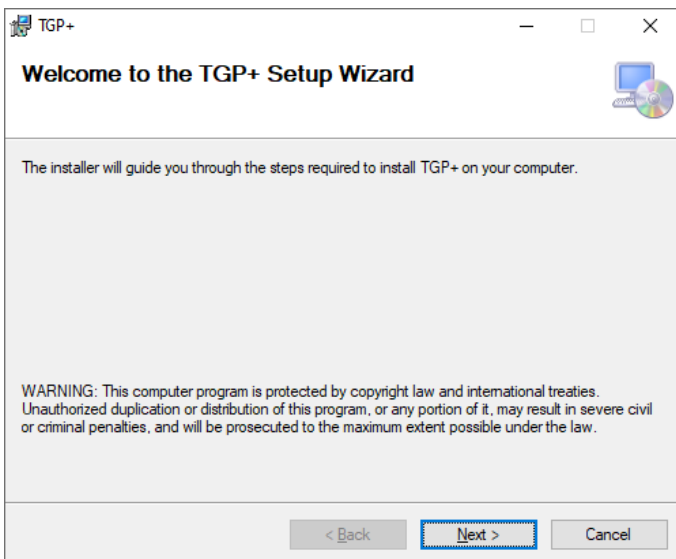 TGP+
Welcome to the TGP+ Setup Wizard
The installer will guide you through the steps required to install TGP+ on your computer.
WARNING: This computer program is protected by copyright law and international treaties.
Unauthorized duplication or distribution of this program, or any portion of it, may result in severe civil
or criminal penalties, and will be prosecuted to the maximum extent possible under the law.
< Back
Next >
Cancel